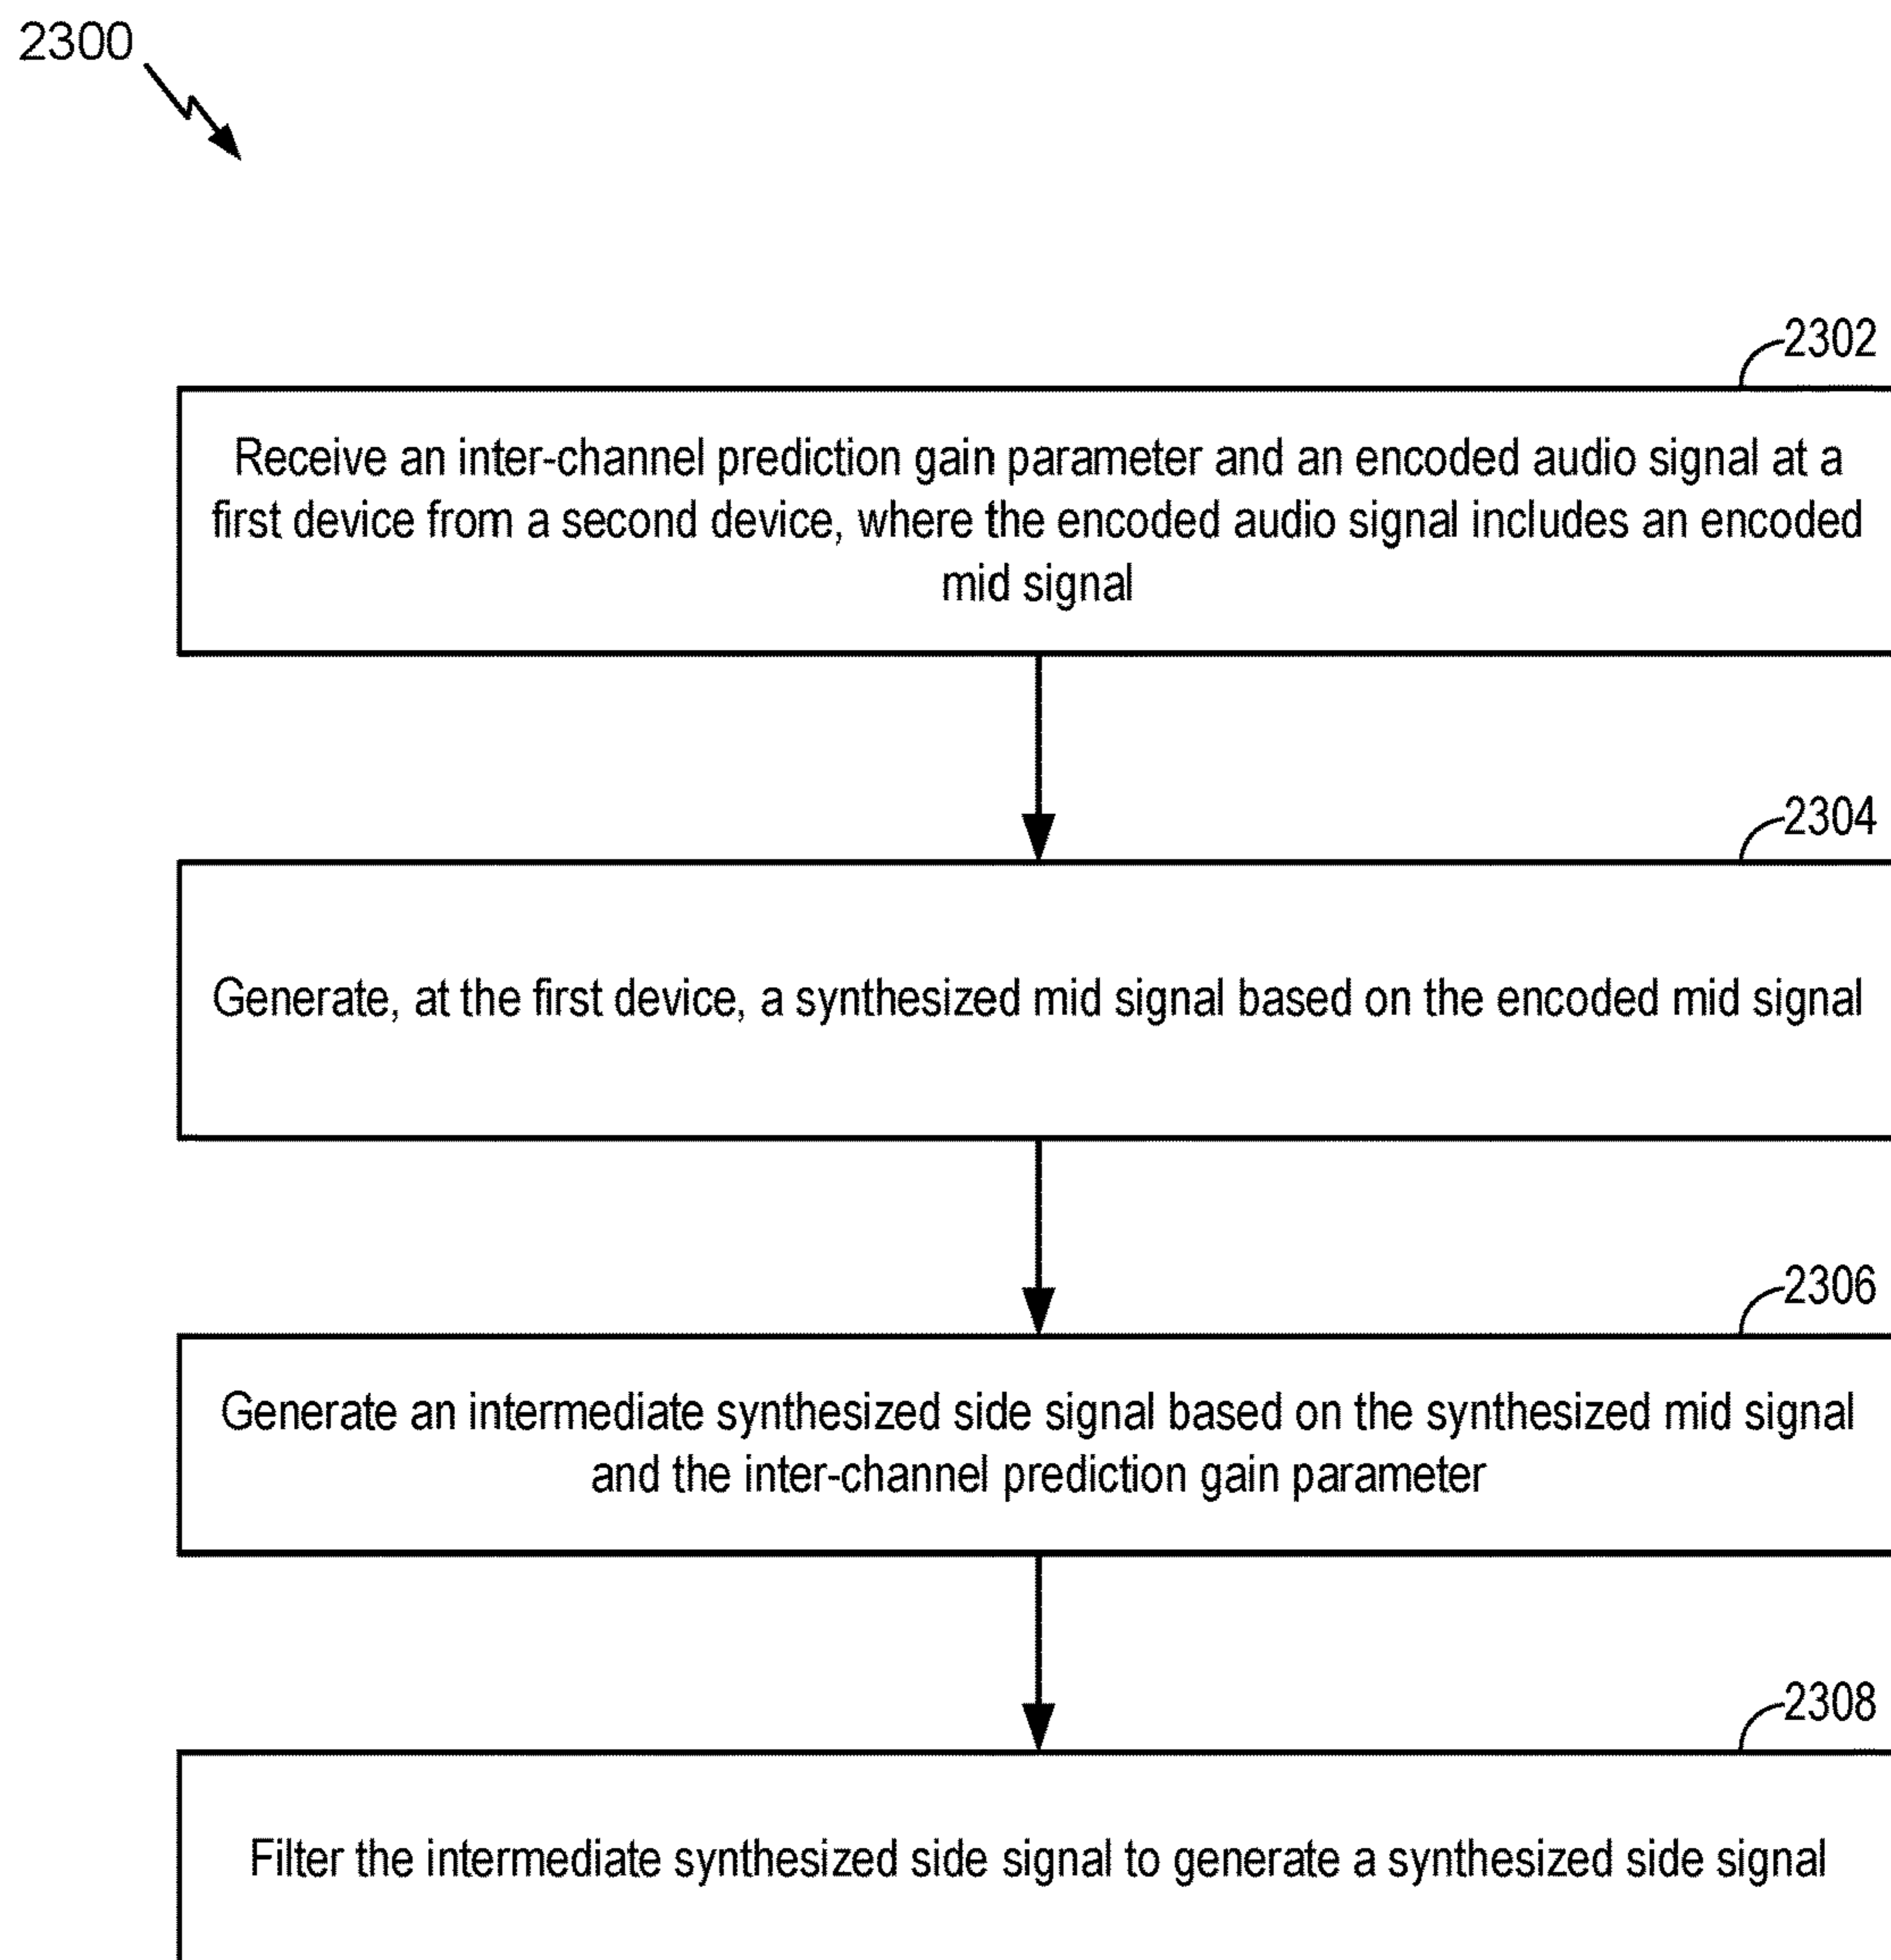 2300
2302
Receive an inter-channel prediction gain parameter and an encoded audio signal at a
first device from a second device, where the encoded audio signal includes an encoded
mid signal
2304
Generate, at the first device, a synthesized mid signal based on the encoded mid signal
2306
Generate an intermediate synthesized side signal based on the synthesized mid signal
and the inter-channel prediction gain parameter
2308
Filter the intermediate synthesized side signal to generate a synthesized side signal